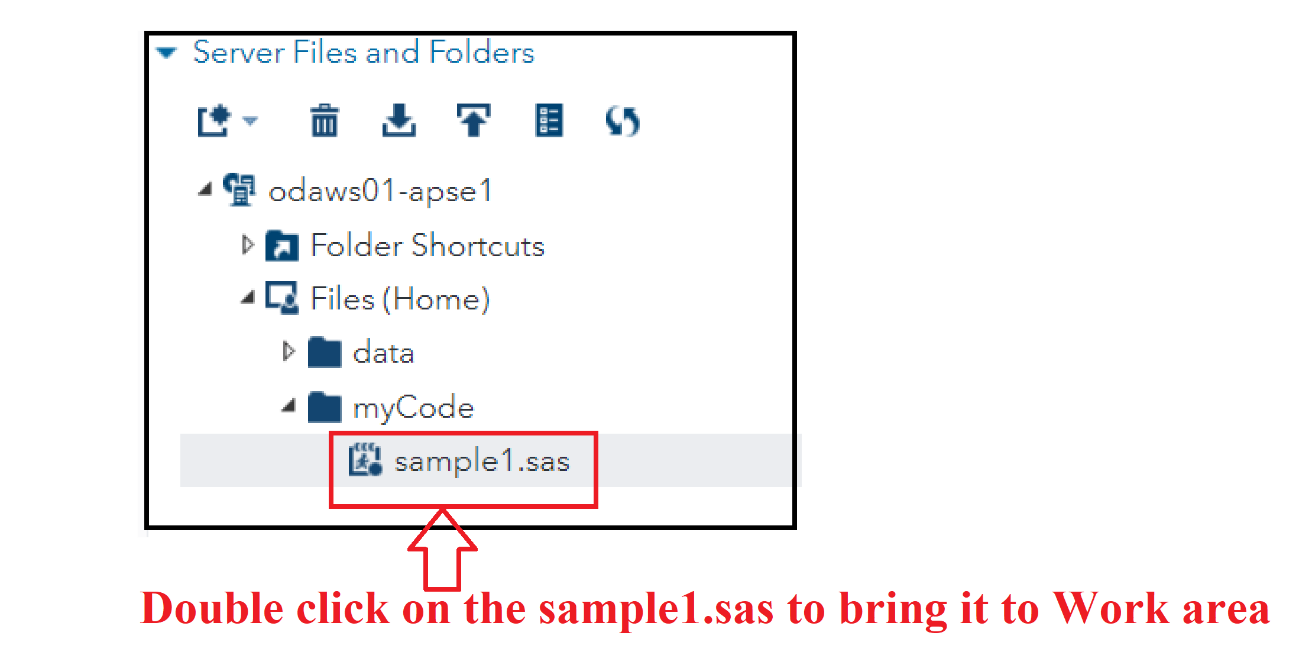 Server Files and Folders
odaws01-apse1
Folder Shortcuts
Files (Home)
data
myCode
sample1.sas
Double click on the sample1.sas to bring it to Work area